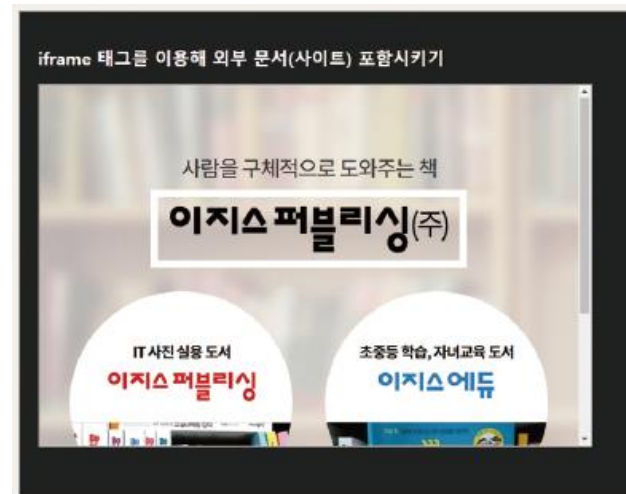 iframe 태그를 이용해 외부 문서(사이트) 포함시키기
사람을 구체적으로 도와주는 책
이지스퍼블리싱(주)
IT 사진 실용 도서
이지스퍼블리싱
초중등 학습, 자녀교육 도서
이지스에듀